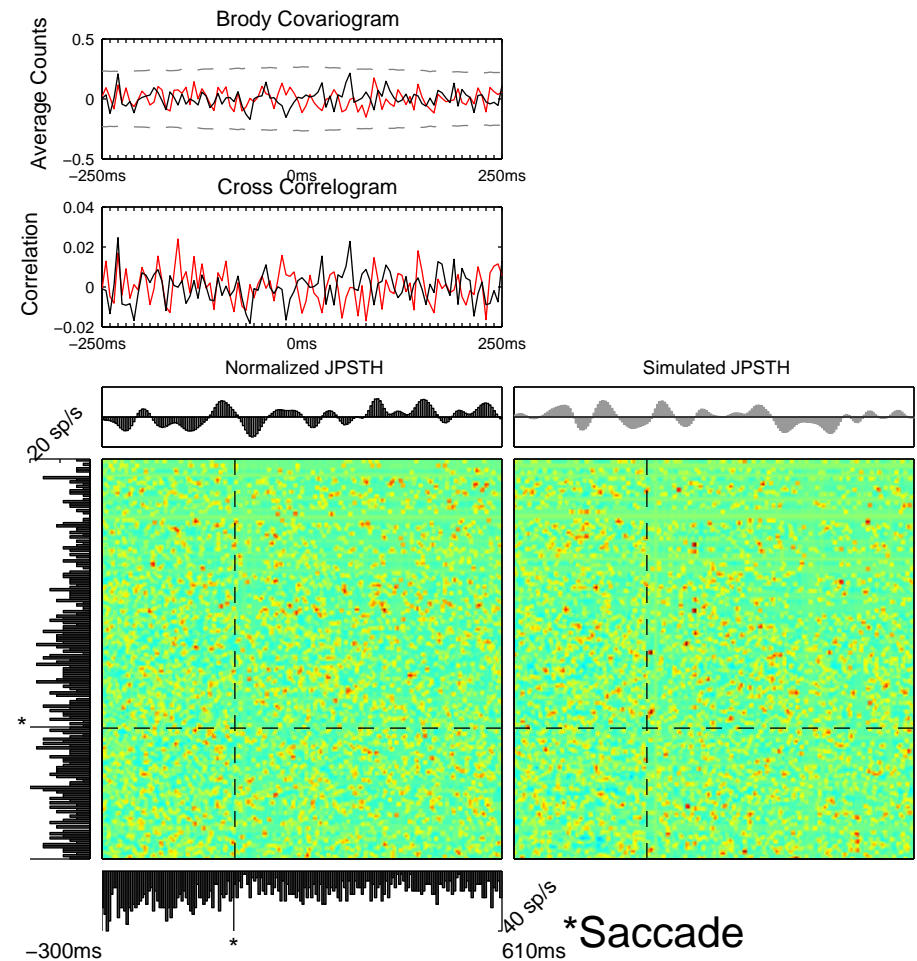 Brody Covariogram
Average Counts
0.5
0
−0.5
−250ms
0ms
250ms
Cross Correlogram
Correlation
0.04
0.02
0
−0.02
−250ms
0ms
250ms
Normalized JPSTH
Simulated JPSTH
20 sp/s
*
*
40 sp/s
−300ms
610ms
*Saccade